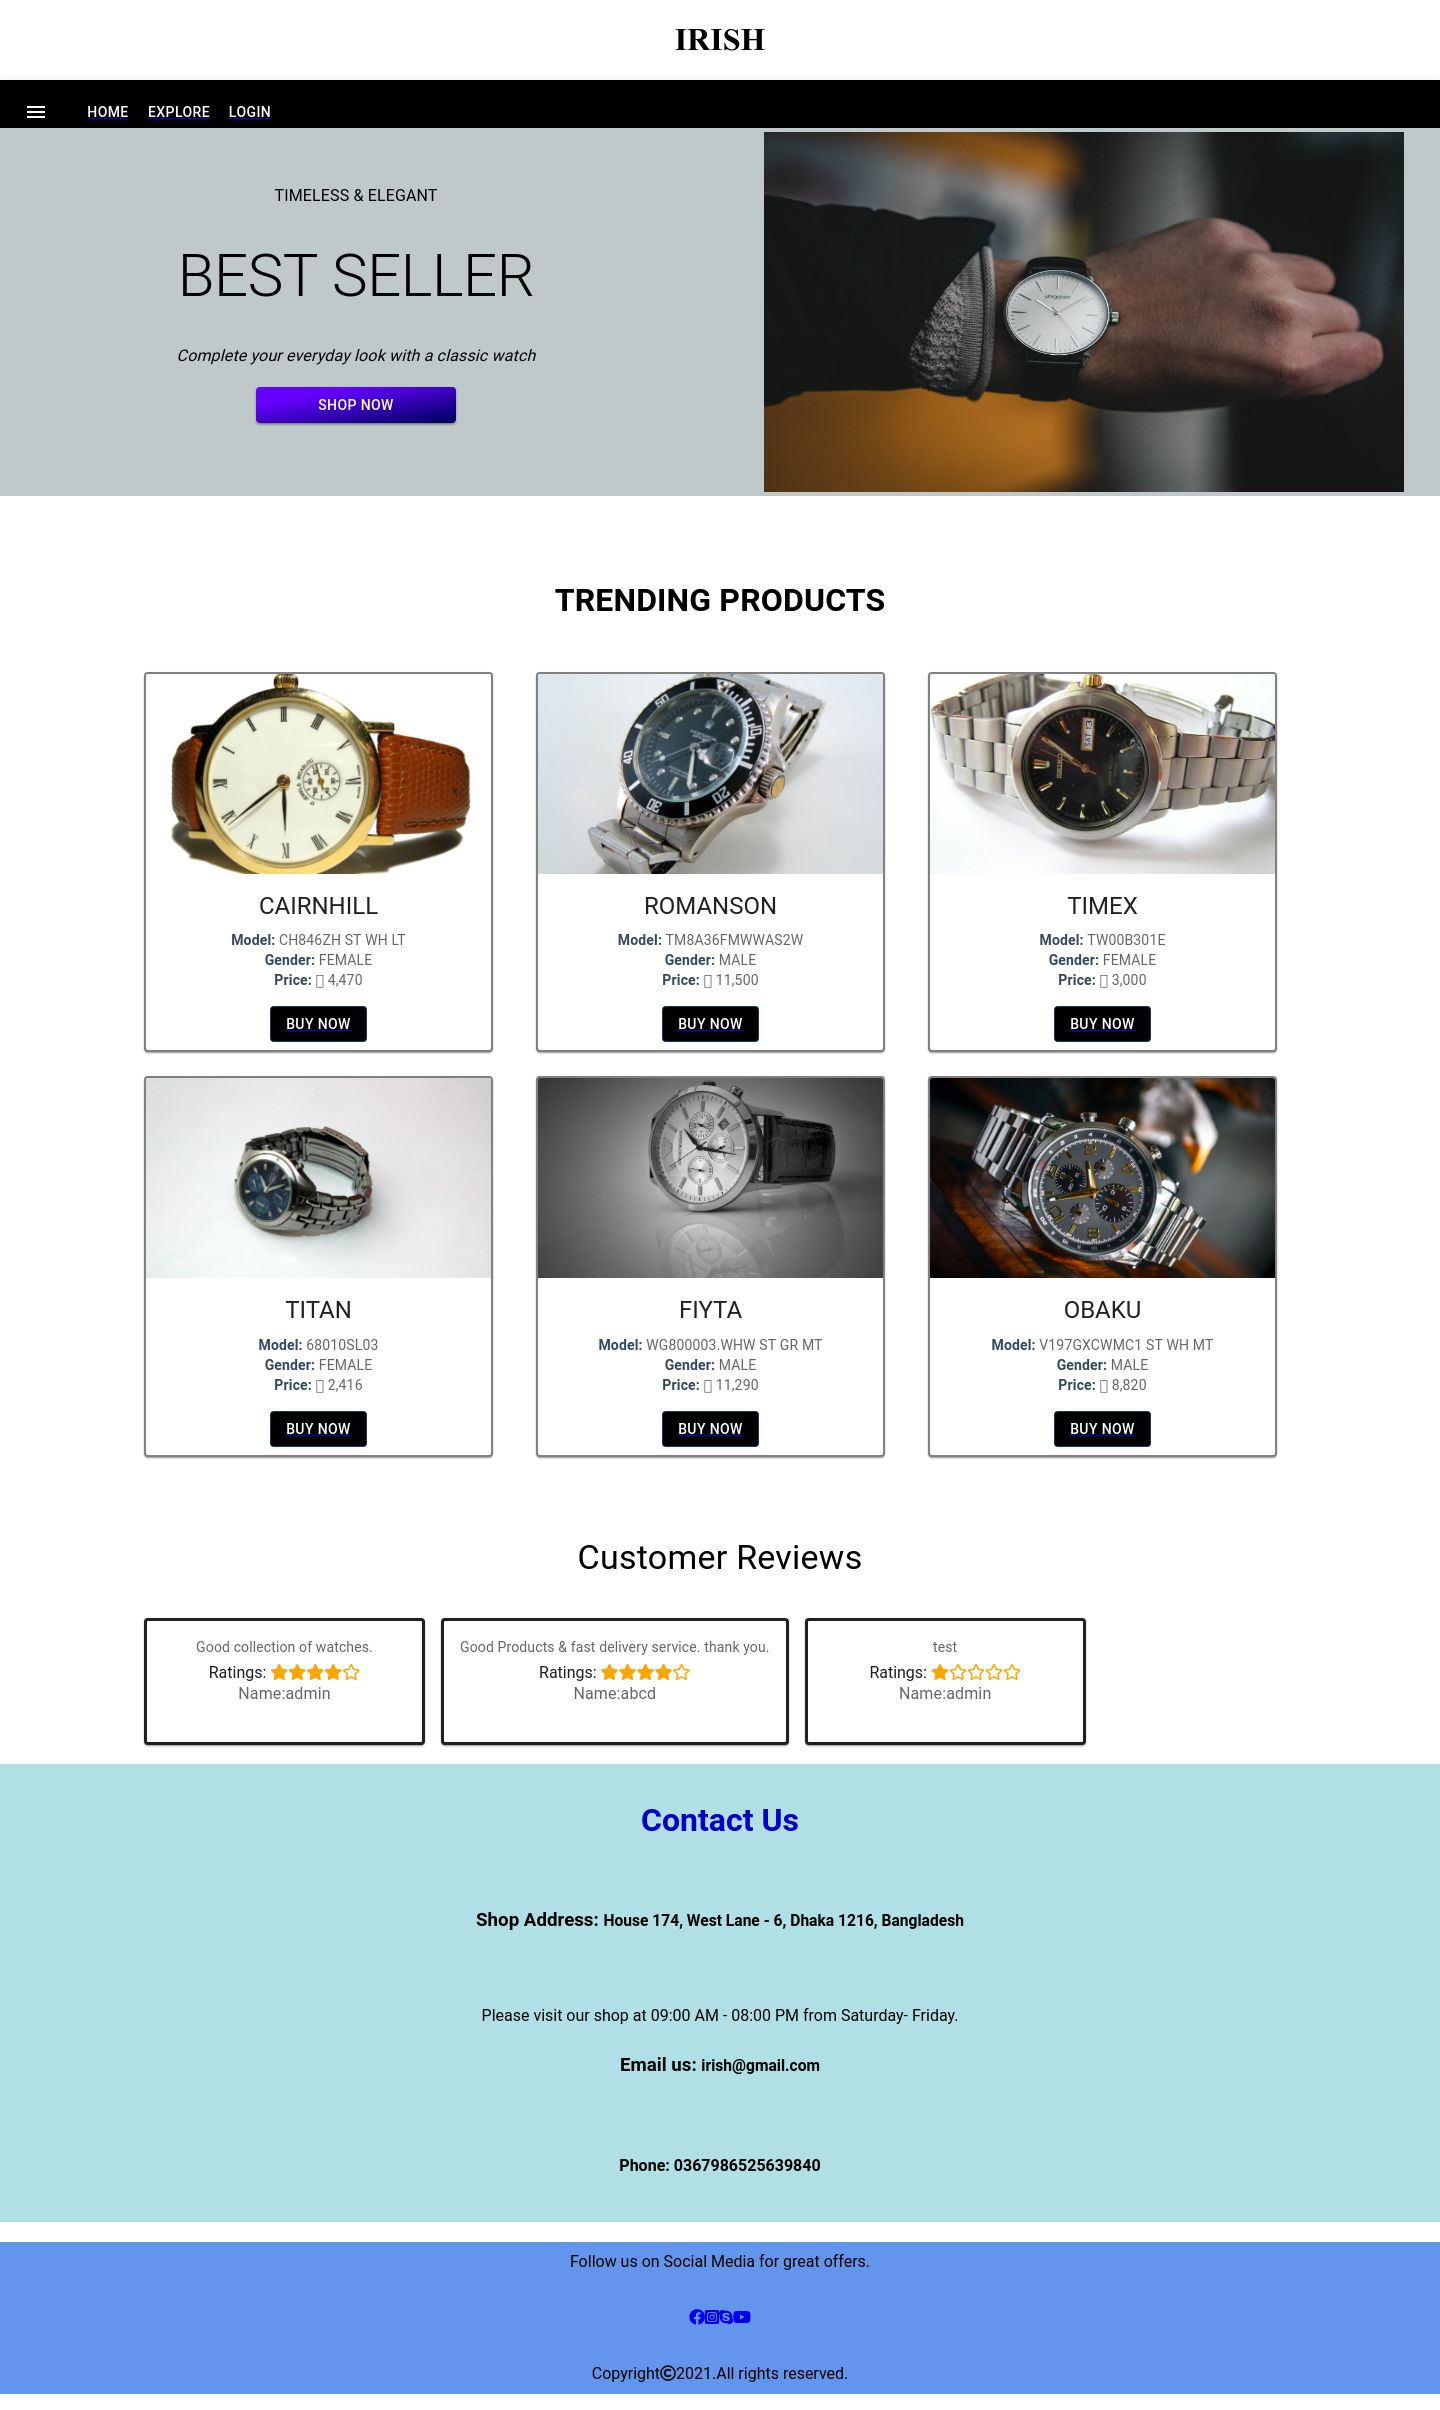 IRISH
HOME EXPLORE LOGIN
TIMELESS & ELEGANT
BEST SELLER
Complete your everyday look with a classic watch
SHOP NOW
TRENDING PRODUCTS
CAIRNHILL
Model: CH846ZH ST WH LT
Gender: FEMALE
Price: 4,470
BUY NOW
ROMANSON
Model: TM8A36FMWWAS2W
Gender: MALE
Price: 11,500
BUY NOW
SEIKO
SAT 13
TIMEX
Model: TW00B301E
Gender: FEMALE
Price: 3,000
BUY NOW
TITAN
Model: 68010SL03
Gender: FEMALE
Price: 2,416
BUY NOW
FIYTA
Model: WG800003.WHW ST GR MT
Gender: MALE
Price: 11,290
BUY NOW
OBAKU
Model: V197GXCWMC1 ST WH MT
Gender: MALE
Price: 8,820
BUY NOW
Customer Reviews
Good collection of watches.
Ratings:
Name:admin
Good Products & fast delivery service. thank you.
Ratings:
Name:abcd
test
Ratings:
Name:admin
Contact Us
Shop Address: House 174, West Lane - 6, Dhaka 1216, Bangladesh
Please visit our shop at 09:00 AM - 08:00 PM from Saturday- Friday.
Email us: irish@gmail.com
Phone: 0367986525639840
Follow us on Social Media for great offers.
Copyright©2021.All rights reserved.